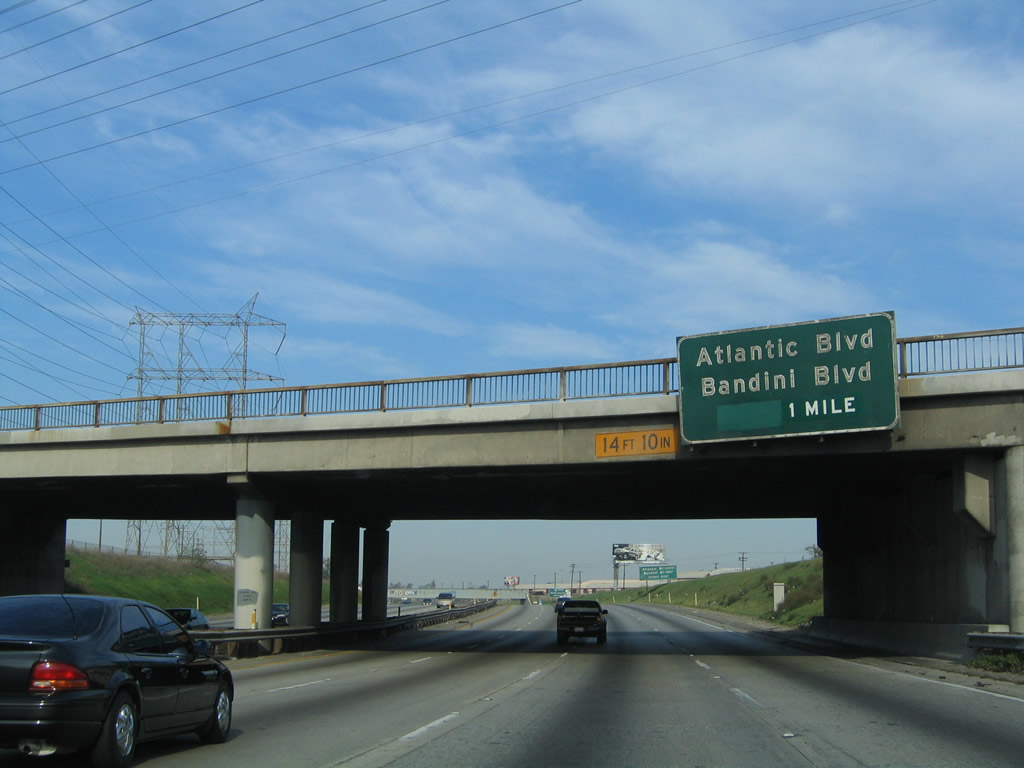 Atlantic Blvd
Bandini Blvd
1 MILE
14 FT 10 IN